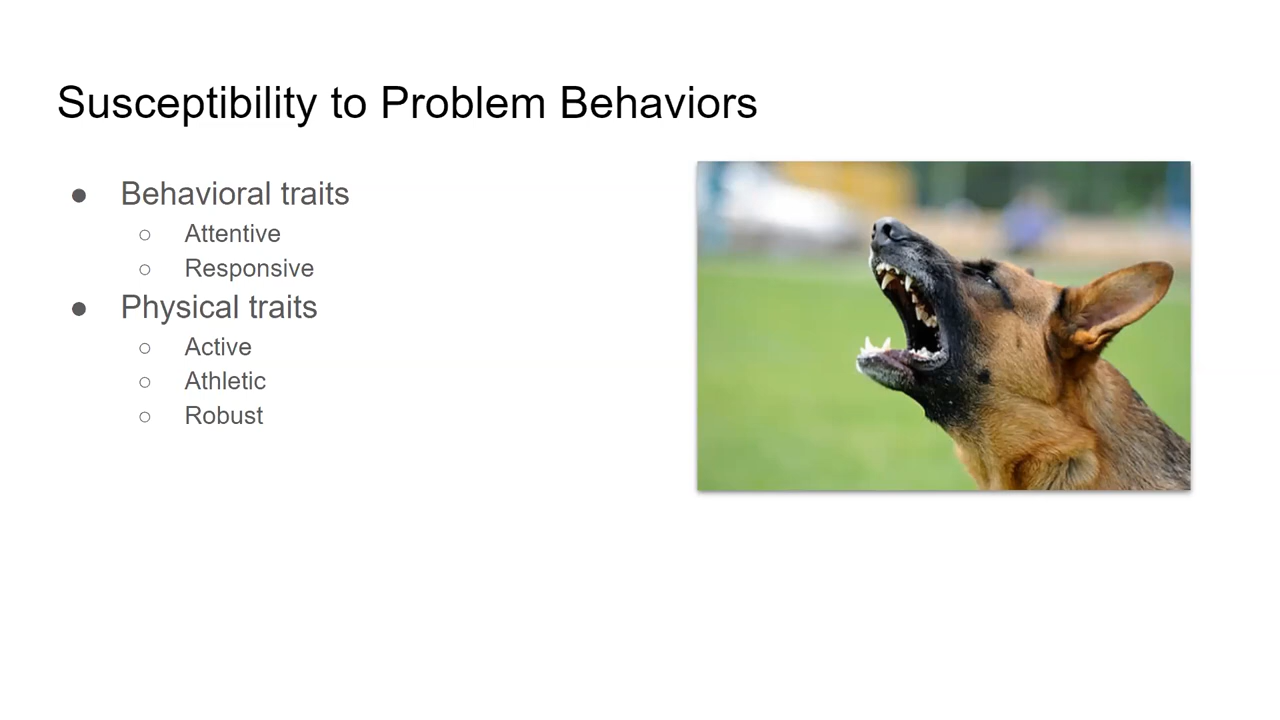 Susceptibility to Problem Behaviors
● Behavioral traits
○ Attentive
○ Responsive
● Physical traits
○ Active
○ Athletic
○ Robust